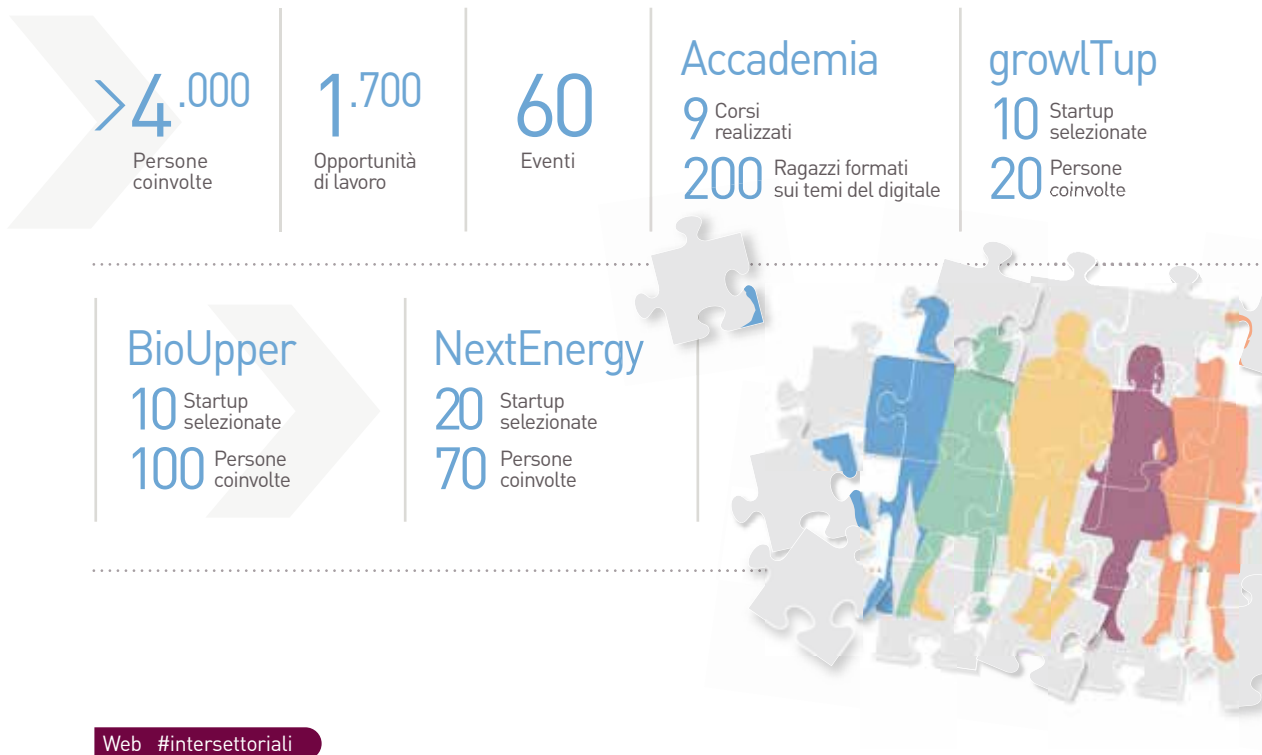 >4.000
Persone
coinvolte
1.700
Opportunità
di lavoro
60
Eventi
Accademia
9 Corsi
realizzati
200 Ragazzi formati
sui temi del digitale
growITup
10 Startup
selezionate
20 Persone
coinvolte
BioUpper
10 Startup
selezionate
100 Persone
coinvolte
NextEnergy
20 Startup
selezionate
70 Persone
coinvolte
Web #intersettoriali